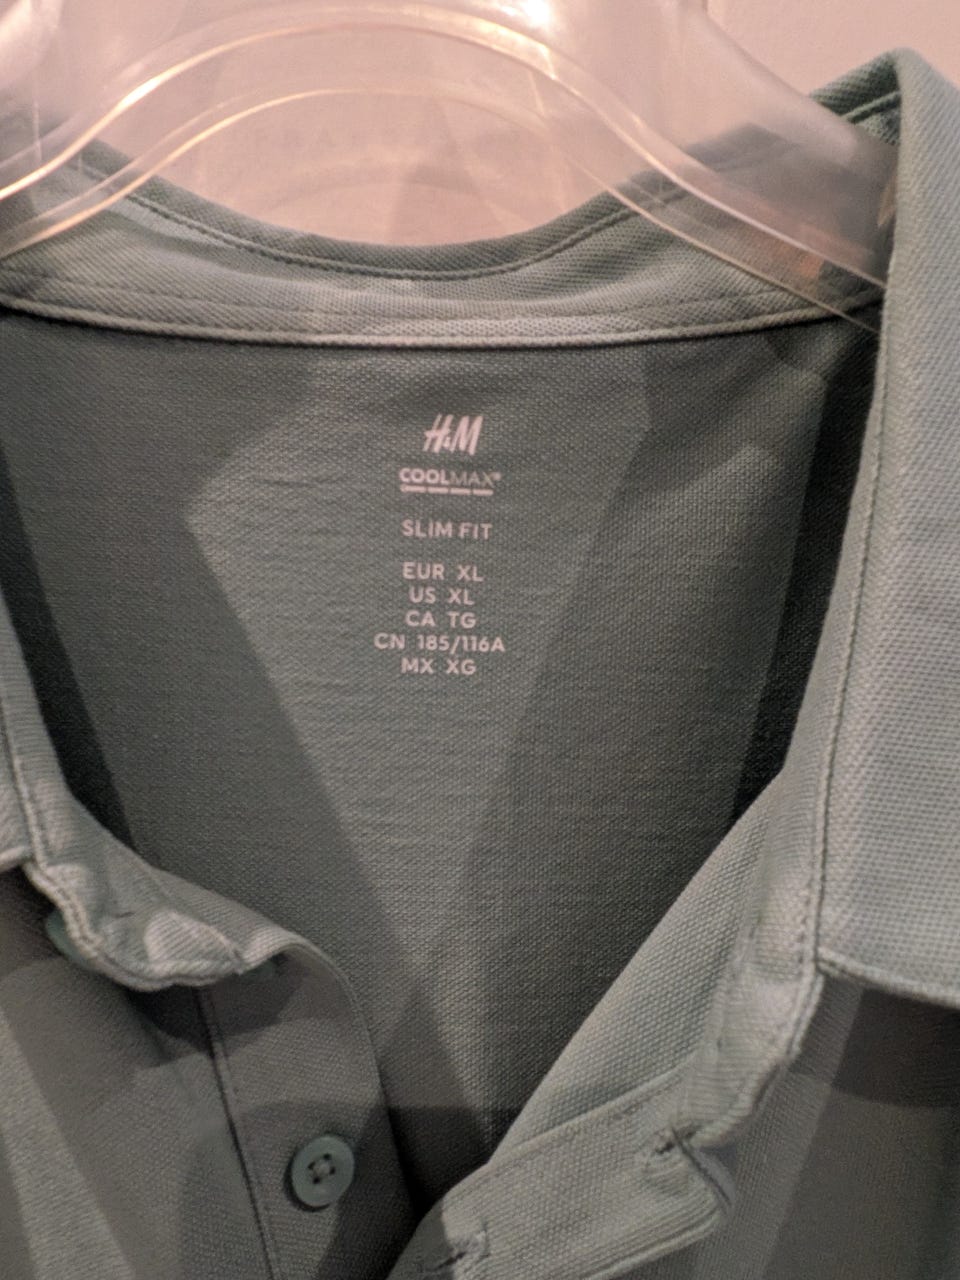 H&M
COOLMAX®
SLIM FIT
EUR XL
US XL
CA TG
CN 185/116A
MX XG